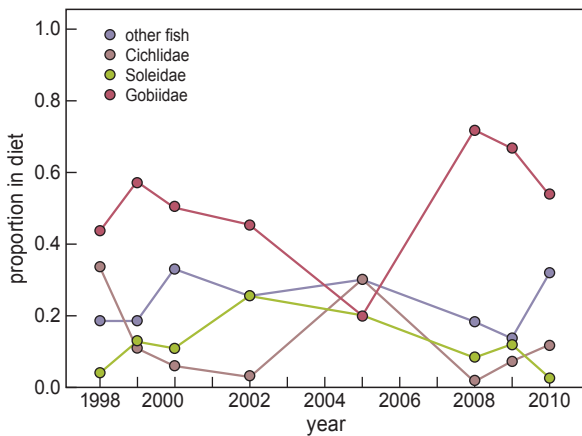 1.0
0.8
0.6
0.4
0.2
0.0
proportion in diet
other fish
Cichlidae
Soleidae
Gobiidae
1998 2000 2002 2004 2006 2008 2010
year